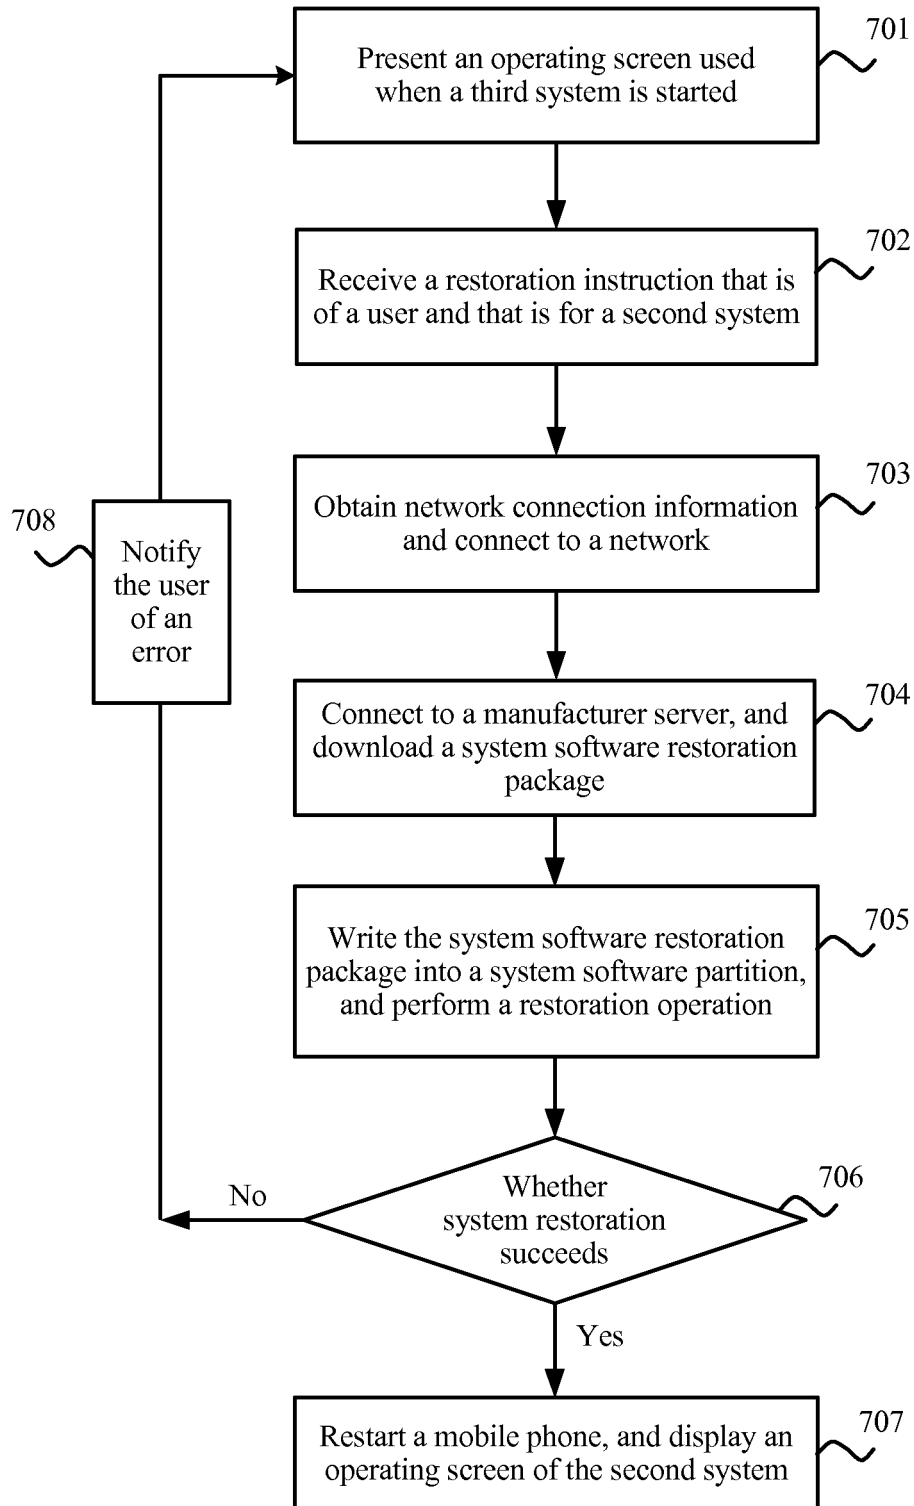 701
Present an operating screen used
when a third system is started
702
Receive a restoration instruction that is
of a user and that is for a second system
703
Obtain network connection information
and connect to a network
708
Notify
the user
of an
error
704
Connect to a manufacturer server, and
download a system software restoration
package
705
Write the system software restoration
package into a system software partition,
and perform a restoration operation
706
Whether
system restoration
succeeds
No
Yes
707
Restart a mobile phone, and display an
operating screen of the second system